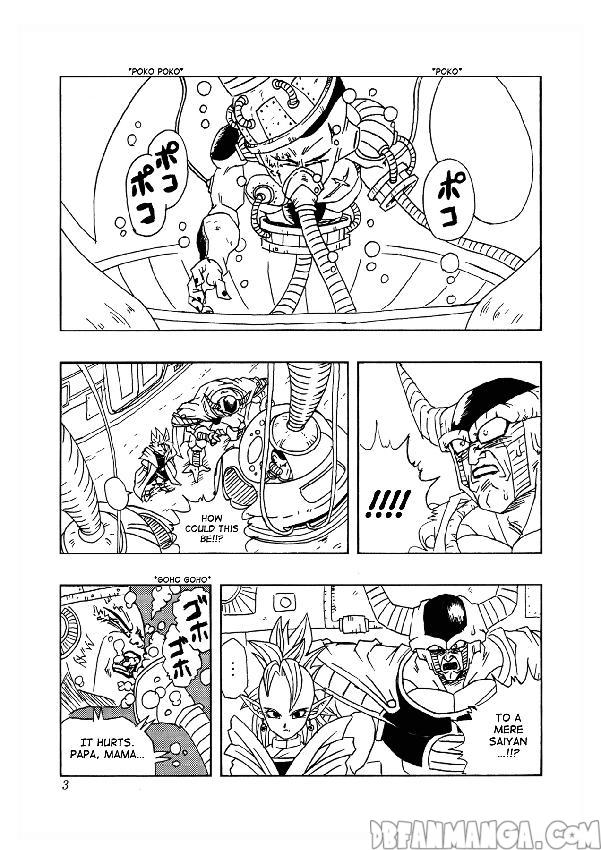 "POKO POKO"
"POKO"
ポコ
ポコ
ポコ
!!!!
HOW
COULD THIS
BE!!?
"GOHO GOHO"
ゴホ
ゴホ
IT HURTS.
PAPA, MAMA...
...
TO A
MERE
SAIYAN
...!!?
3
DBFANMANGA.COM